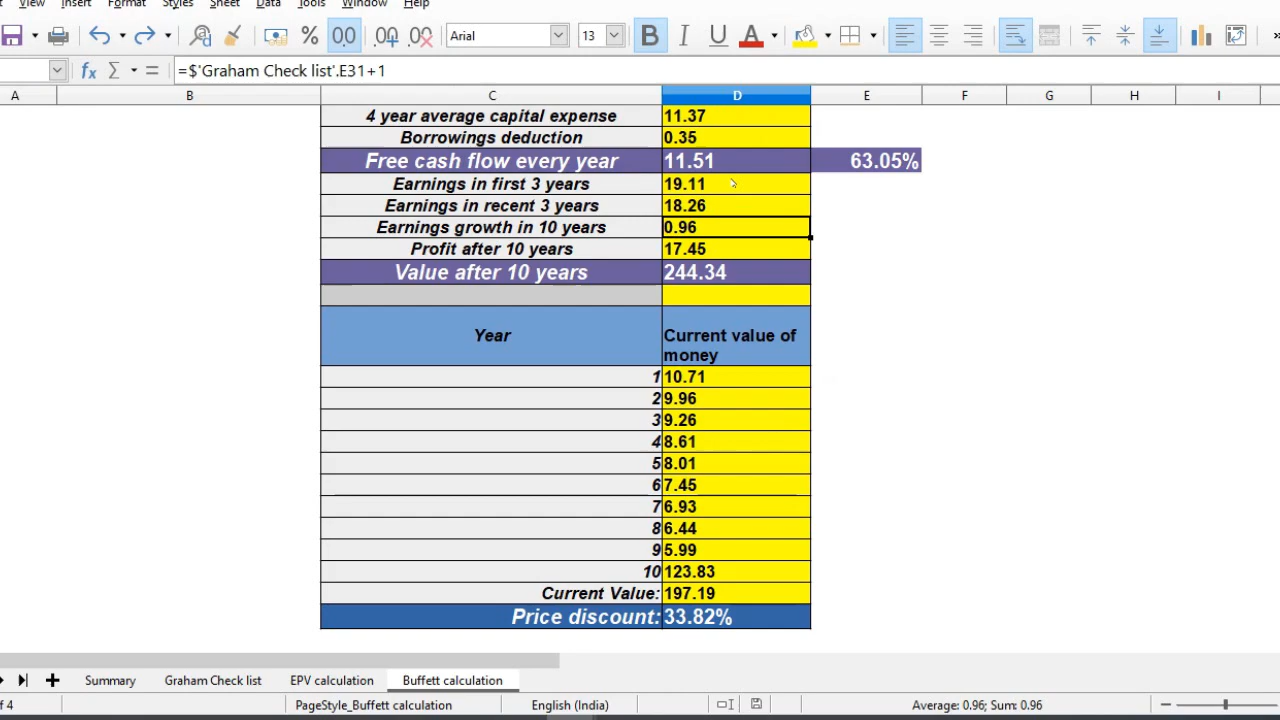 View Insert Format Styles Sheet Data Tools Window Help
Arial 13
=$'Graham Check list'.E31+1
A B C D E F G H I
4 year average capital expense 11.37
Borrowings deduction 0.35
Free cash flow every year 11.51 63.05%
Earnings in first 3 years 19.11
Earnings in recent 3 years 18.26
Earnings growth in 10 years 0.96
Profit after 10 years 17.45
Value after 10 years 244.34
Year Current value of
money
1 10.71
2 9.96
3 9.26
4 8.61
5 8.01
6 7.45
7 6.93
8 6.44
9 5.99
10 123.83
Current Value: 197.19
Price discount: 33.82%
Summary Graham Check list EPV calculation Buffett calculation
of 4 PageStyle_Buffett calculation English (India) Average: 0.96; Sum: 0.96